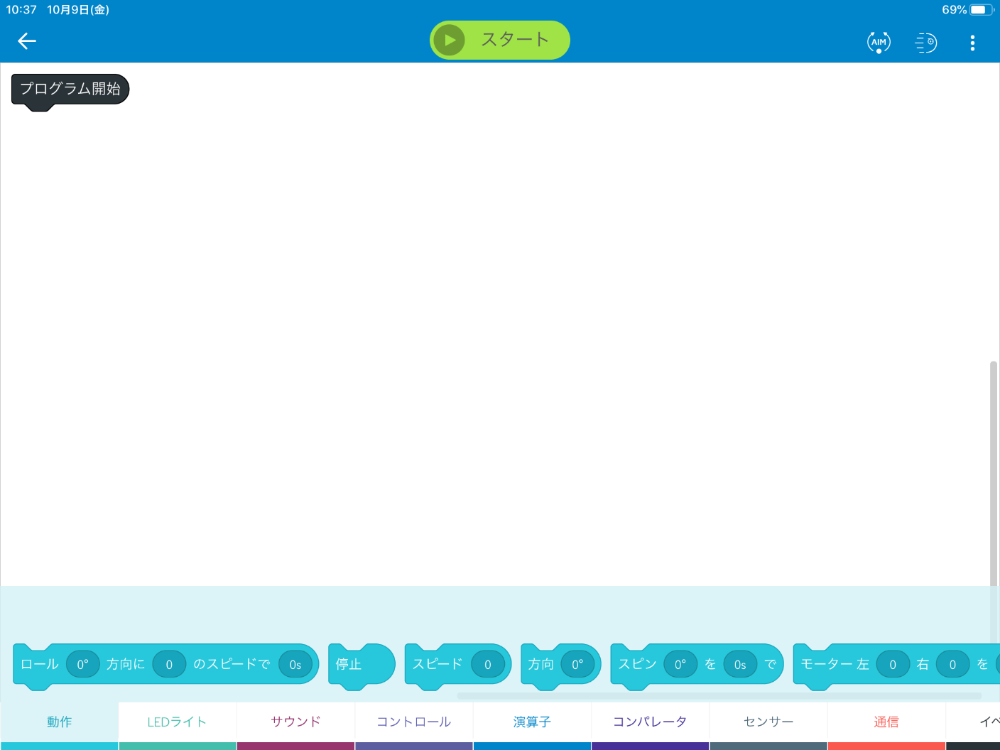 10:37 10月9日(金) 69%
スタート
AIM
プログラム開始
ロール 0° 方向に 0 のスピードで 0s
停止
スピード 0
方向 0°
スピン 0° を 0s で
モーター 左 0 右 0 を
動作 LEDライト サウンド コントロール 演算子 コンパレータ センサー 通信 イベ